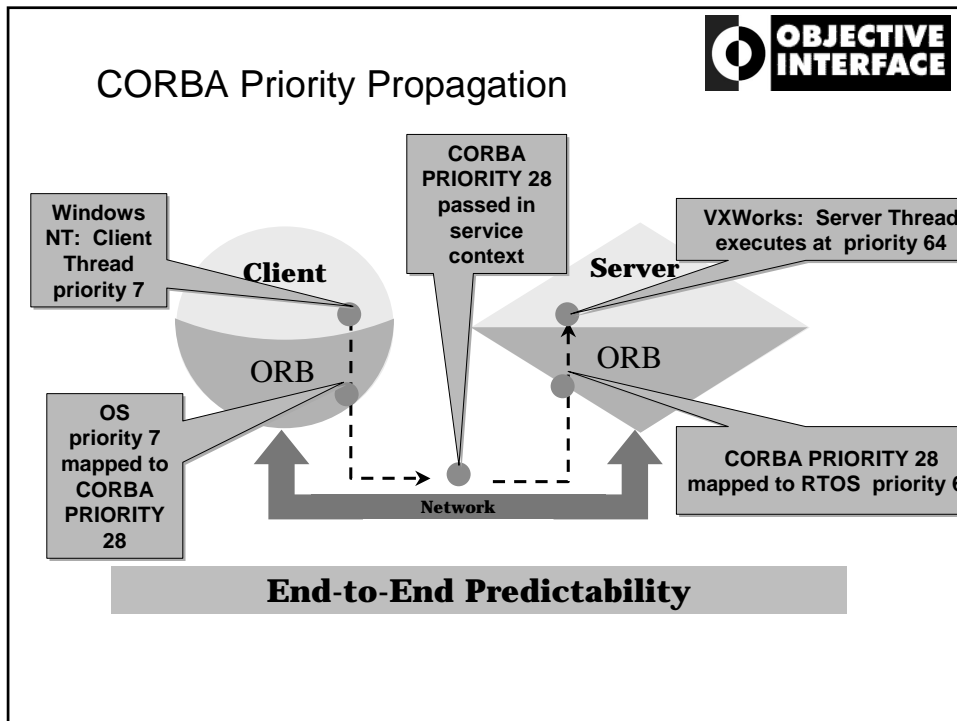 OBJECTIVE
INTERFACE
CORBA Priority Propagation
CORBA
PRIORITY 28
passed in
service
context
Windows
NT: Client
Thread
priority 7
VXWorks: Server Thread
executes at priority 64
Client
Server
ORB
ORB
OS
priority 7
mapped to
CORBA
PRIORITY
28
CORBA PRIORITY 28
mapped to RTOS priority 6
Network
End-to-End Predictability